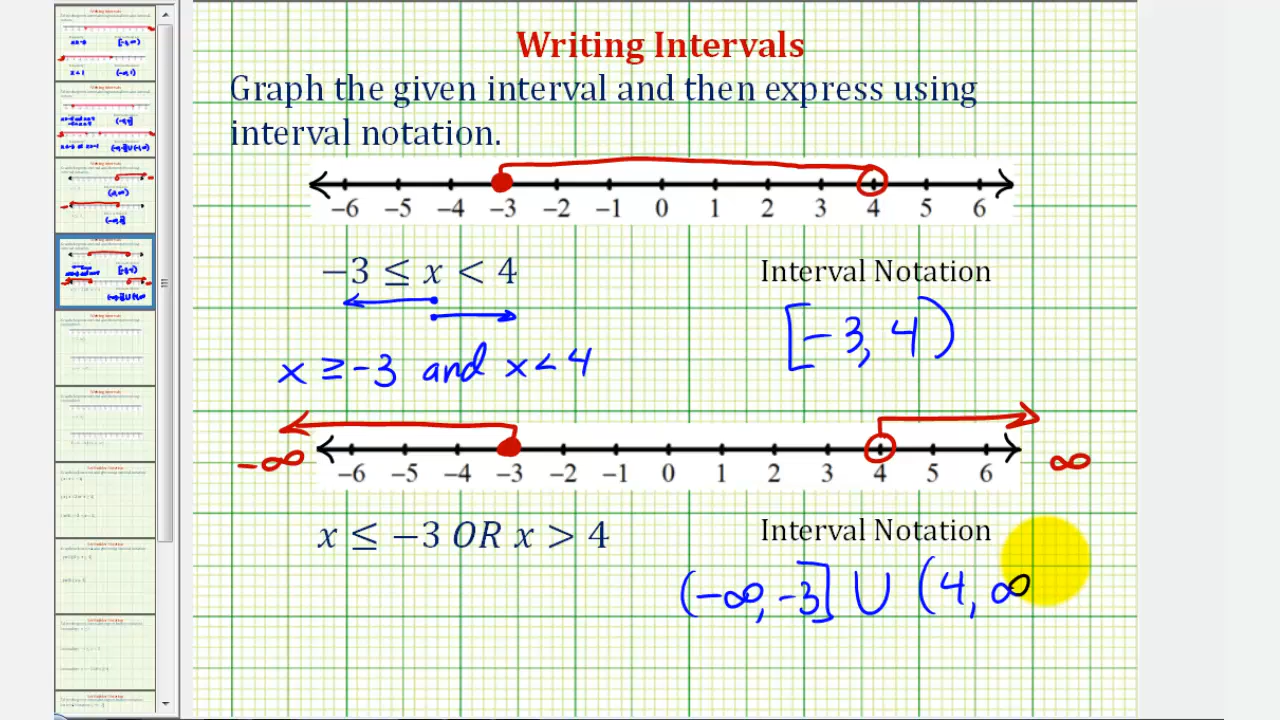 Writing Intervals
Graph the given interval and then express using
interval notation.
−6 −5 −4 −3 −2 −1 0 1 2 3 4 5 6
−3 ≤ x < 4
Interval Notation
[−3, 4)
x ≥ −3 and x < 4
−∞ ∞
−6 −5 −4 −3 −2 −1 0 1 2 3 4 5 6
x ≤ −3 OR x > 4
Interval Notation
(−∞, −3] ∪ (4, ∞